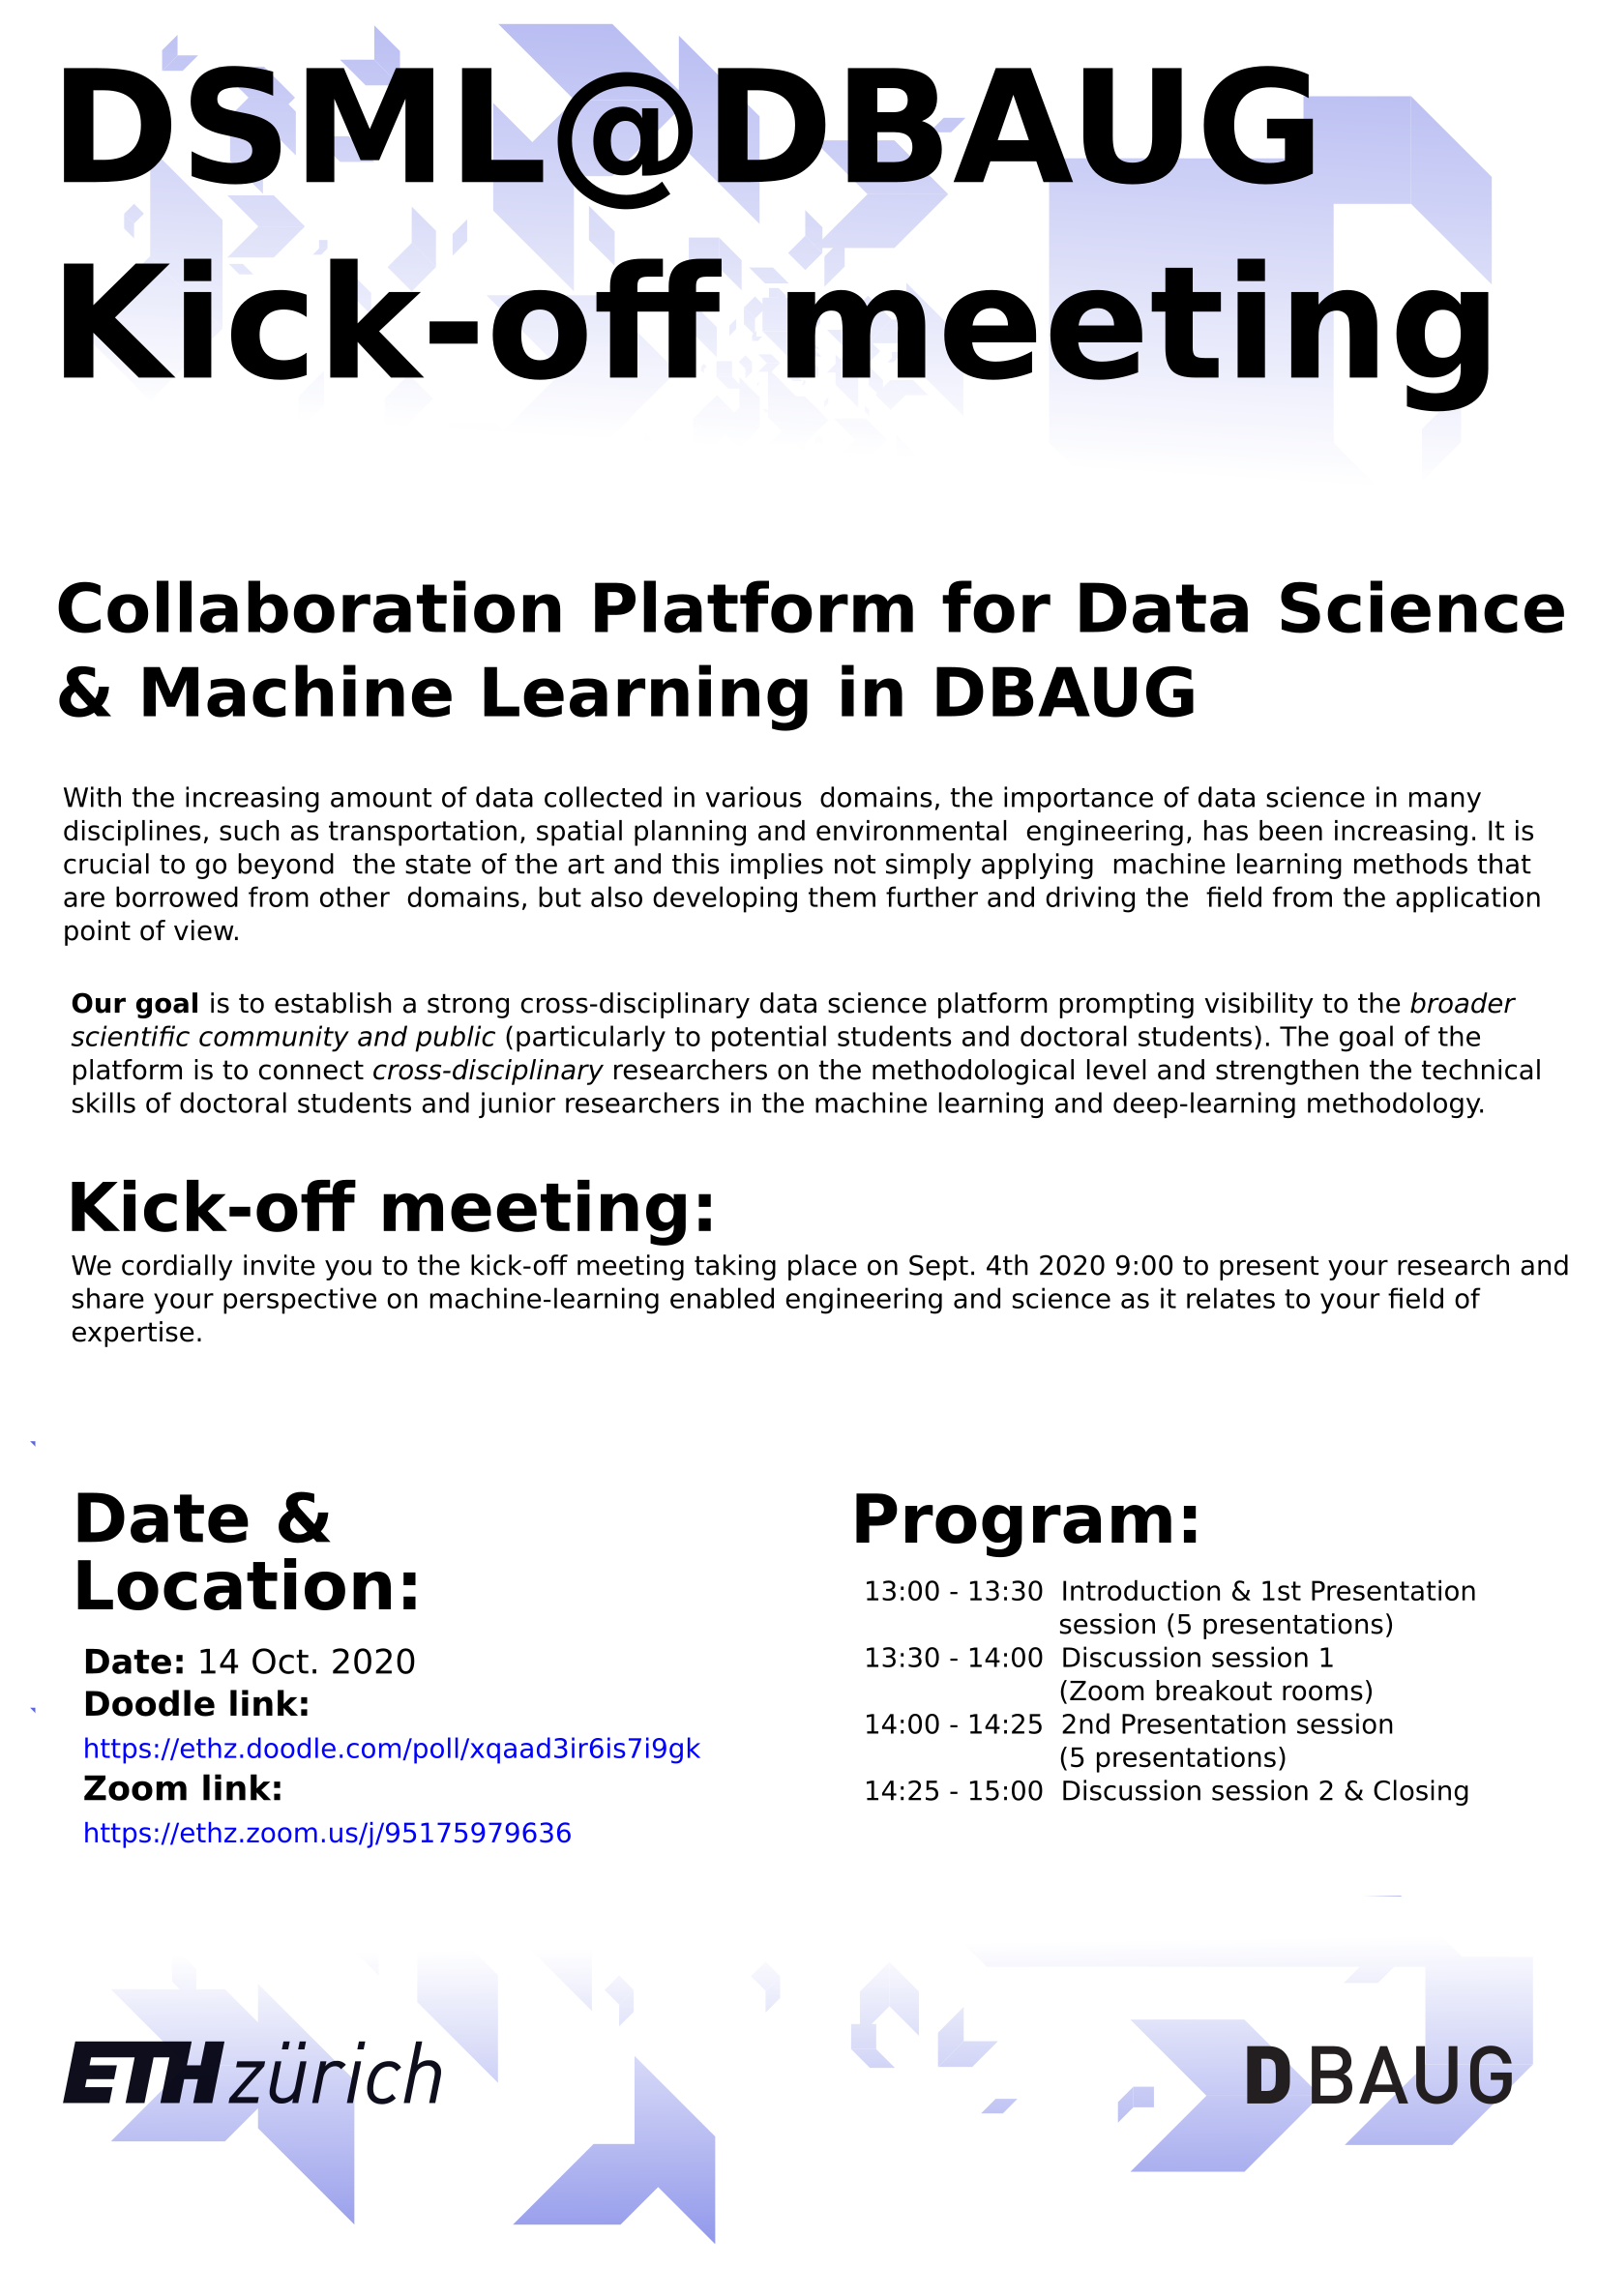 DSML@DBAUG
Kick-off meeting
Collaboration Platform for Data Science
& Machine Learning in DBAUG
With the increasing amount of data collected in various  domains, the importance of data science in many
disciplines, such as transportation, spatial planning and environmental  engineering, has been increasing. It is
crucial to go beyond  the state of the art and this implies not simply applying  machine learning methods that
are borrowed from other  domains, but also developing them further and driving the  field from the application
point of view.
Our goal is to establish a strong cross-disciplinary data science platform prompting visibility to the broader
scientific community and public (particularly to potential students and doctoral students). The goal of the
platform is to connect cross-disciplinary researchers on the methodological level and strengthen the technical
skills of doctoral students and junior researchers in the machine learning and deep-learning methodology.
Kick-off meeting:
We cordially invite you to the kick-off meeting taking place on Sept. 4th 2020 9:00 to present your research and
share your perspective on machine-learning enabled engineering and science as it relates to your field of
expertise.
Date &
Location:
Date: 14 Oct. 2020
Doodle link:
https://ethz.doodle.com/poll/xqaad3ir6is7i9gk
Zoom link:
https://ethz.zoom.us/j/95175979636
Program:
13:00 - 13:30  Introduction & 1st Presentation
session (5 presentations)
13:30 - 14:00  Discussion session 1
(Zoom breakout rooms)
14:00 - 14:25  2nd Presentation session
(5 presentations)
14:25 - 15:00  Discussion session 2 & Closing
ETH zürich
D BAUG